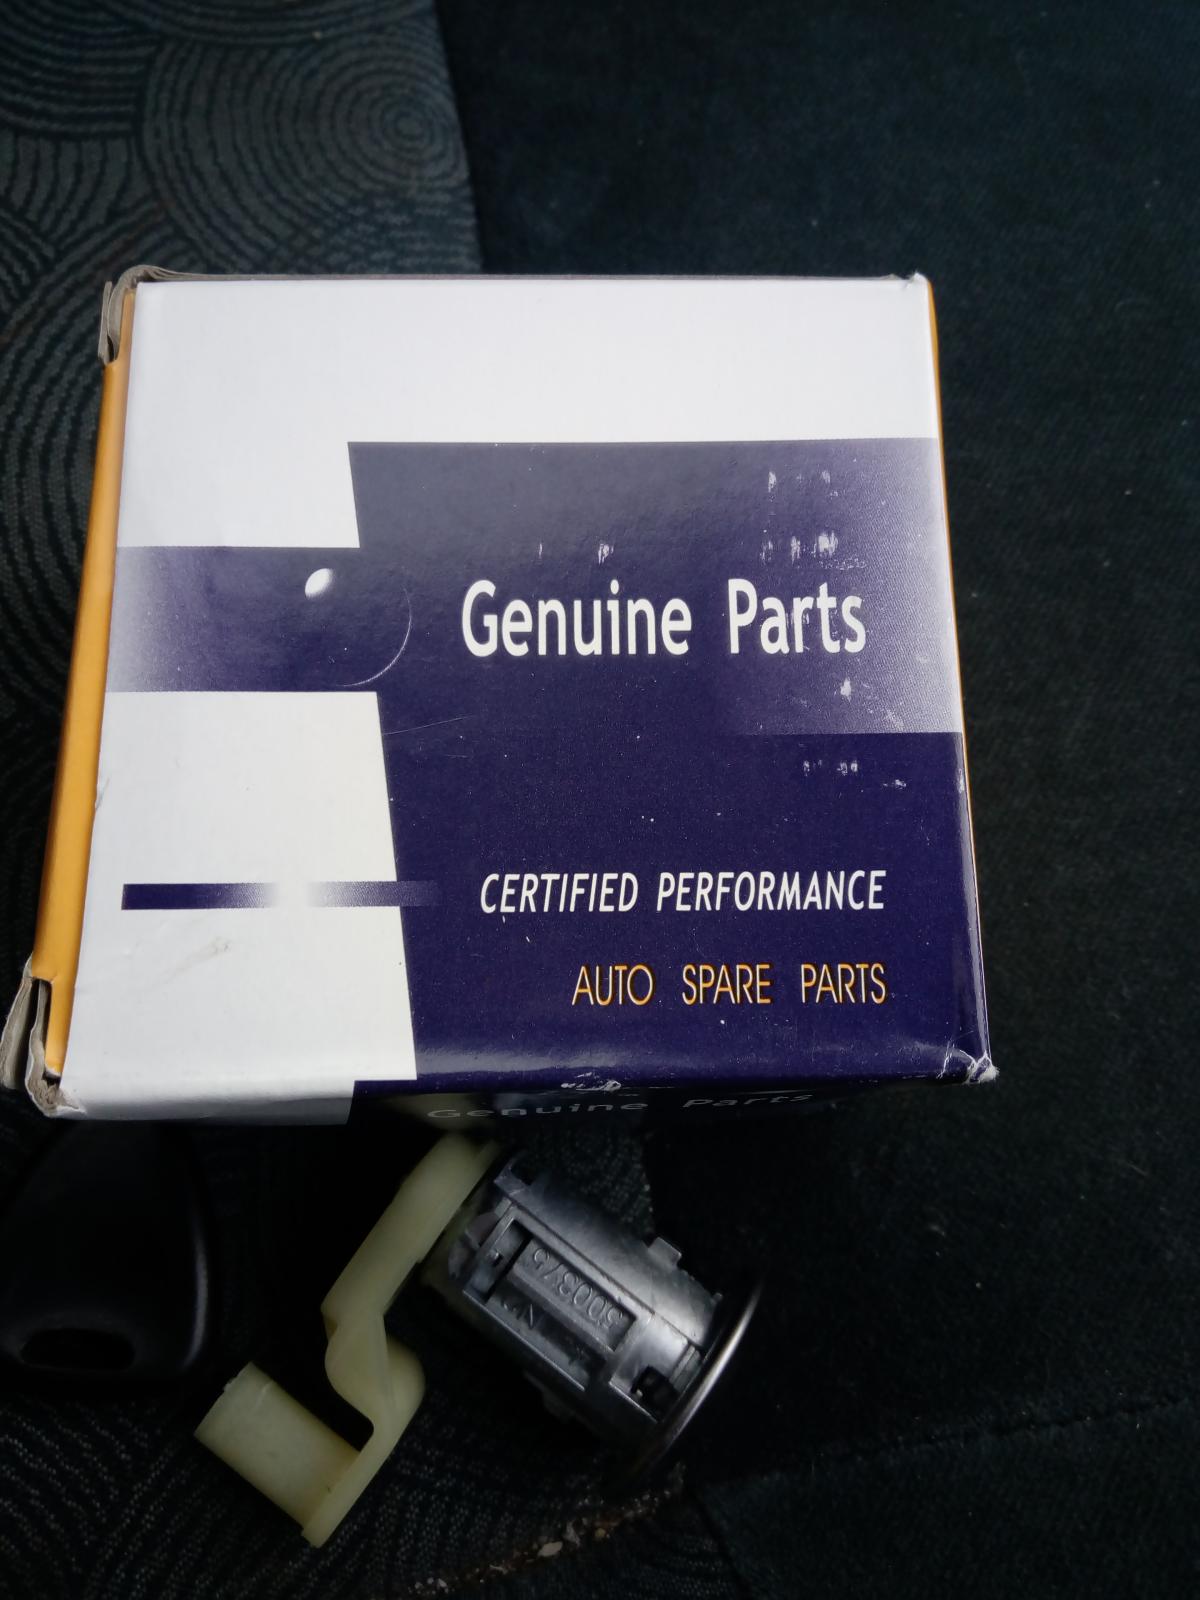 Genuine Parts
CERTIFIED PERFORMANCE
AUTO SPARE PARTS
Genuine Parts